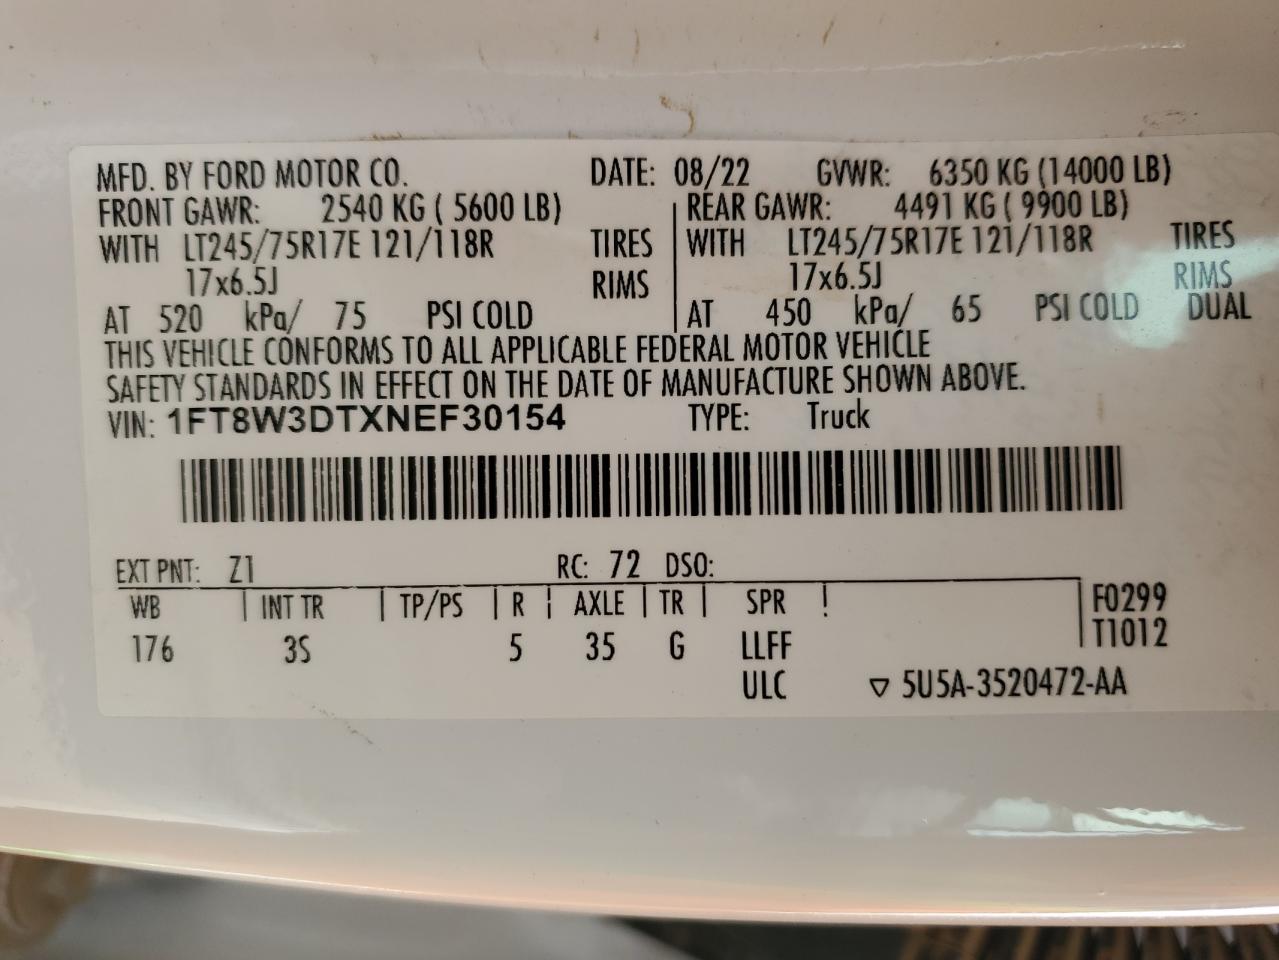 MFD. BY FORD MOTOR CO. DATE: 08/22 GVWR: 6350 KG (14000 LB)
FRONT GAWR: 2540 KG ( 5600 LB) REAR GAWR: 4491 KG ( 9900 LB)
WITH LT245/75R17E 121/118R TIRES WITH LT245/75R17E 121/118R TIRES
17x6.5J RIMS 17x6.5J RIMS
AT 520 kPa/ 75 PSI COLD AT 450 kPa/ 65 PSI COLD DUAL
THIS VEHICLE CONFORMS TO ALL APPLICABLE FEDERAL MOTOR VEHICLE
SAFETY STANDARDS IN EFFECT ON THE DATE OF MANUFACTURE SHOWN ABOVE.
VIN: 1FT8W3DTXNEF30154 TYPE: Truck
EXT PNT: Z1 RC: 72 DSO:
WB | INT TR | TP/PS | R | AXLE | TR | SPR | F0299
176 3S 5 35 G LLFF T1012
ULC ▽ 5U5A-3520472-AA